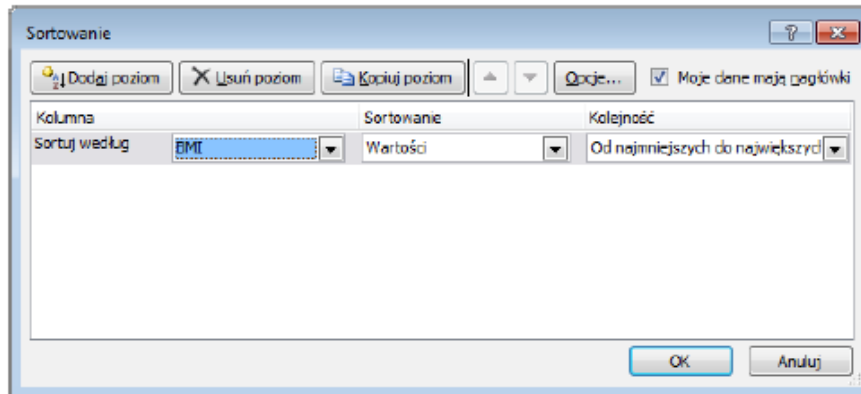 Sortowanie
Dodaj poziom Usuń poziom Kopiuj poziom Opcje... Moje dane mają nagłówki
Kolumna Sortowanie Kolejność
Sortuj według BMI Wartości Od najmniejszych do największych
OK Anuluj